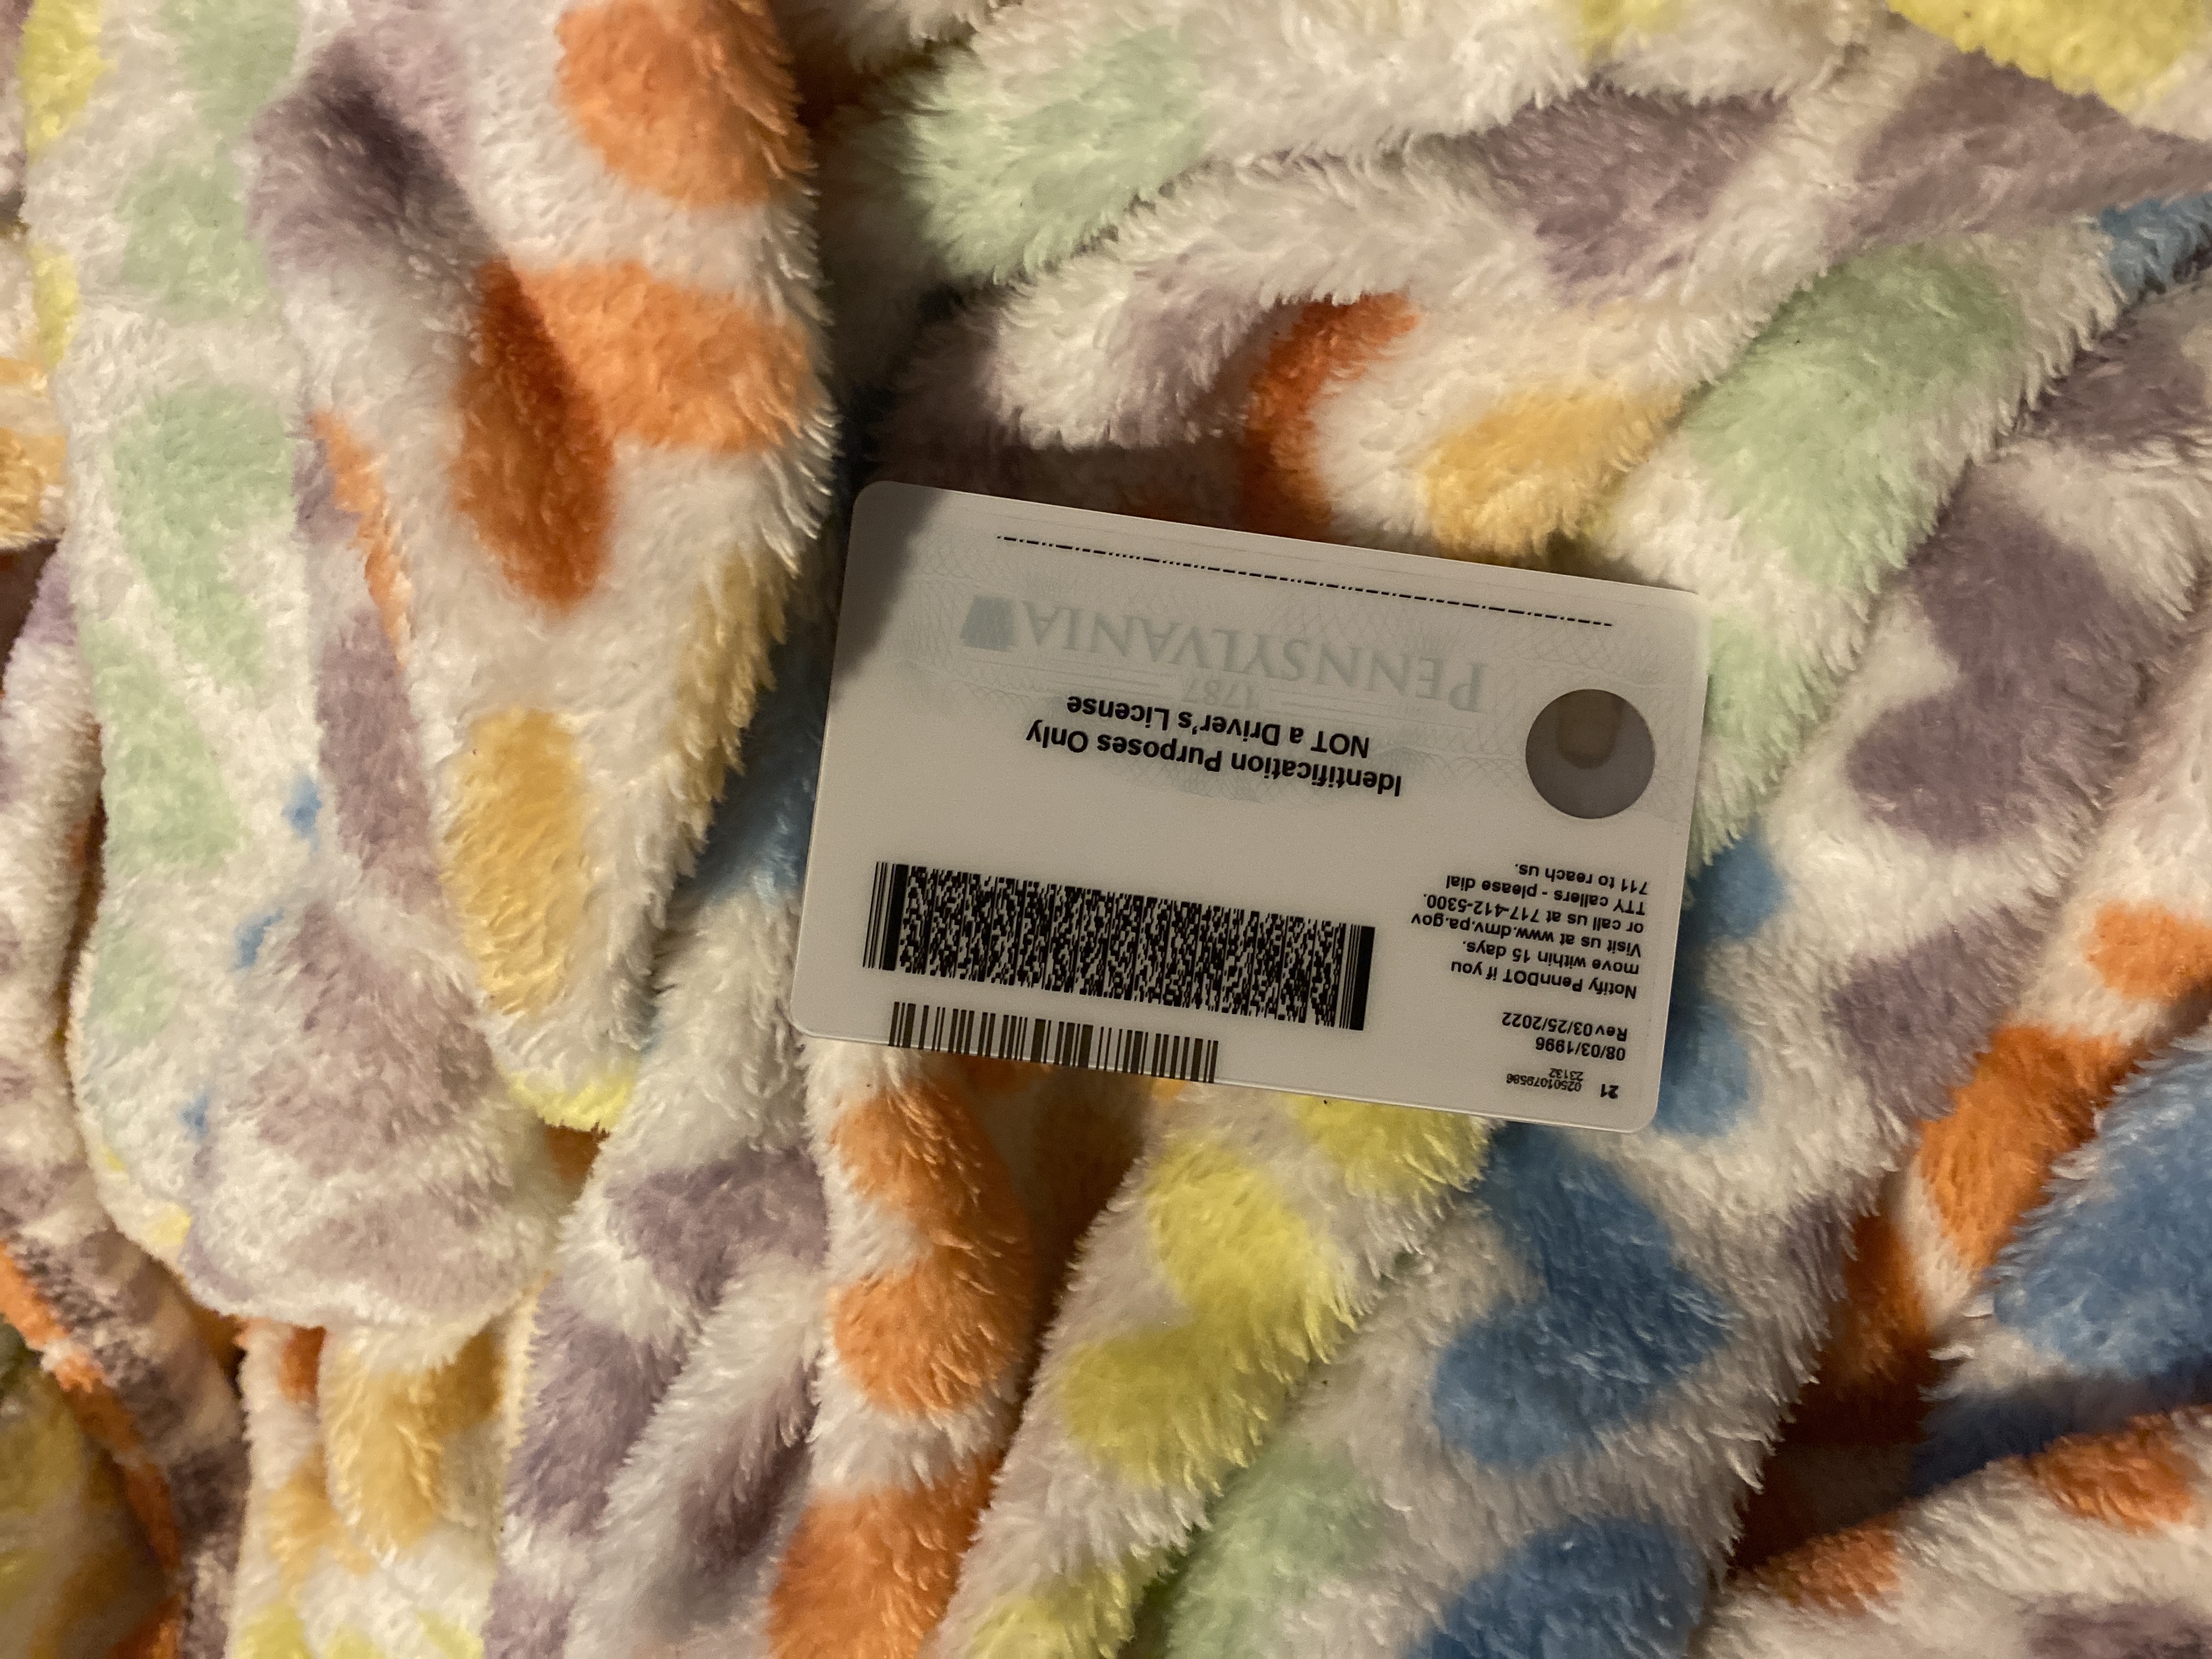 21
02501079586
23132
08/03/1996
Rev 03/25/2022
Notify PennDOT if you
move within 15 days.
Visit us at www.dmv.pa.gov
or call us at 717-412-5300.
TTY callers - please dial
711 to reach us.
Identification Purposes Only
NOT a Driver's License
1787
PENNSYLVANIA